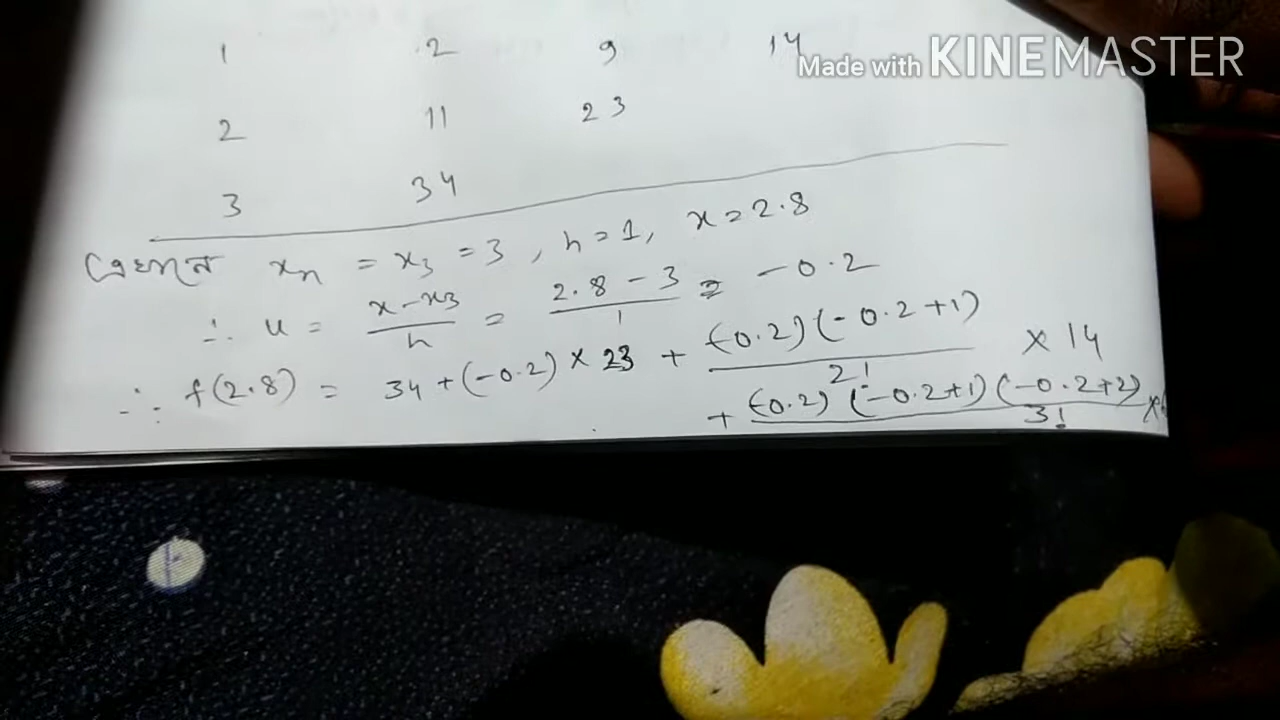 1 2 9 14
Made with KINEMASTER
2 11 23
3 34
এখানে xn = x3 = 3, h = 1, x = 2.8
∴ u = x-x3/h = 2.8-3/1 = -0.2
∴ f(2.8) = 34 + (-0.2) × 23 + (-0.2)(-0.2+1)/2! × 14
+ (-0.2)(-0.2+1)(-0.2+2)/3! ×